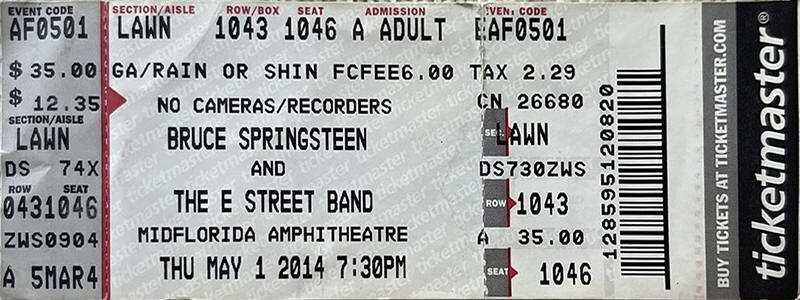 EVENT CODE
AF0501
$ 35.00
$ 12.35
SECTION/AISLE
LAWN
DS 74X
ROW SEAT
0431046
ZWS0904
A 5MAR4
SECTION/AISLE ROW/BOX SEAT ADMISSION
LAWN 1043 1046 A ADULT
GA/RAIN OR SHIN FCFEE6.00 TAX 2.29
NO CAMERAS/RECORDERS
BRUCE SPRINGSTEEN
AND
THE E STREET BAND
MIDFLORIDA AMPHITHEATRE
THU MAY 1 2014 7:30PM
EVENT CODE
EAF0501
CN 26680
SEC. LAWN
DS730ZWS
ROW 1043
A 35.00
SEAT 1046
128595120820
BUY TICKETS AT TICKETMASTER.COM
ticketmaster®